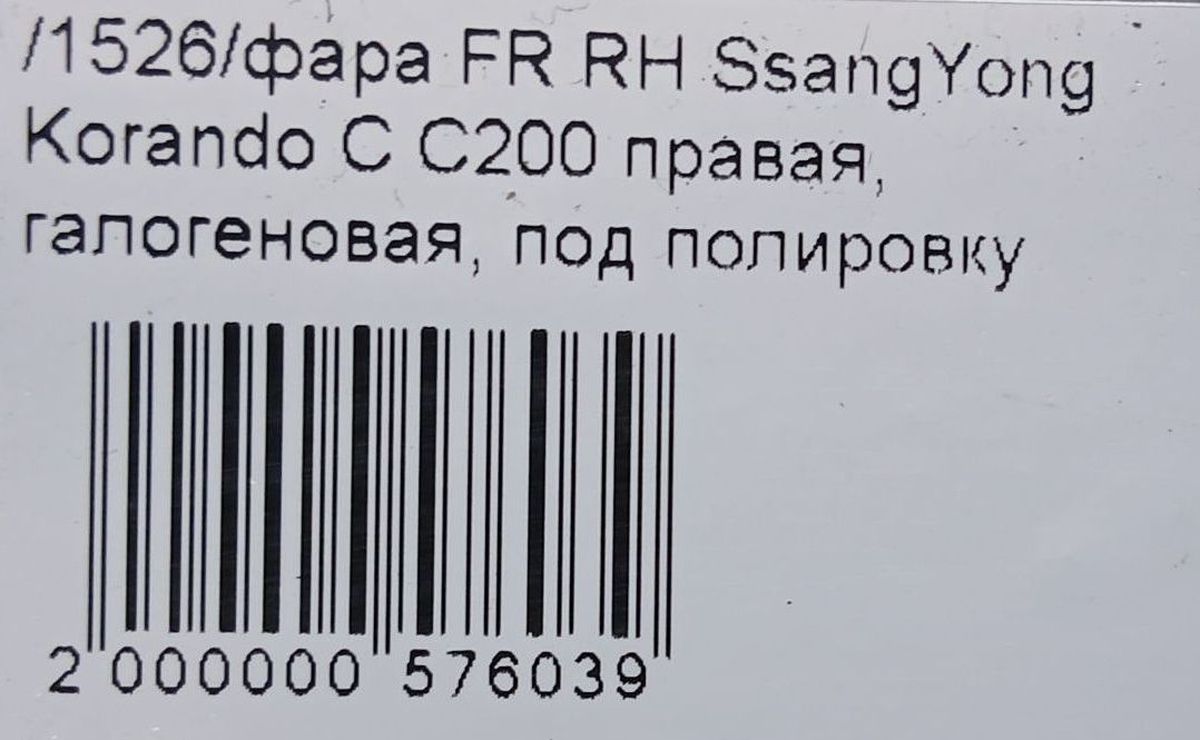 /1526/фара FR RH SsangYong
Korando C C200 правая,
галогеновая, под полировку
2 000000 576039